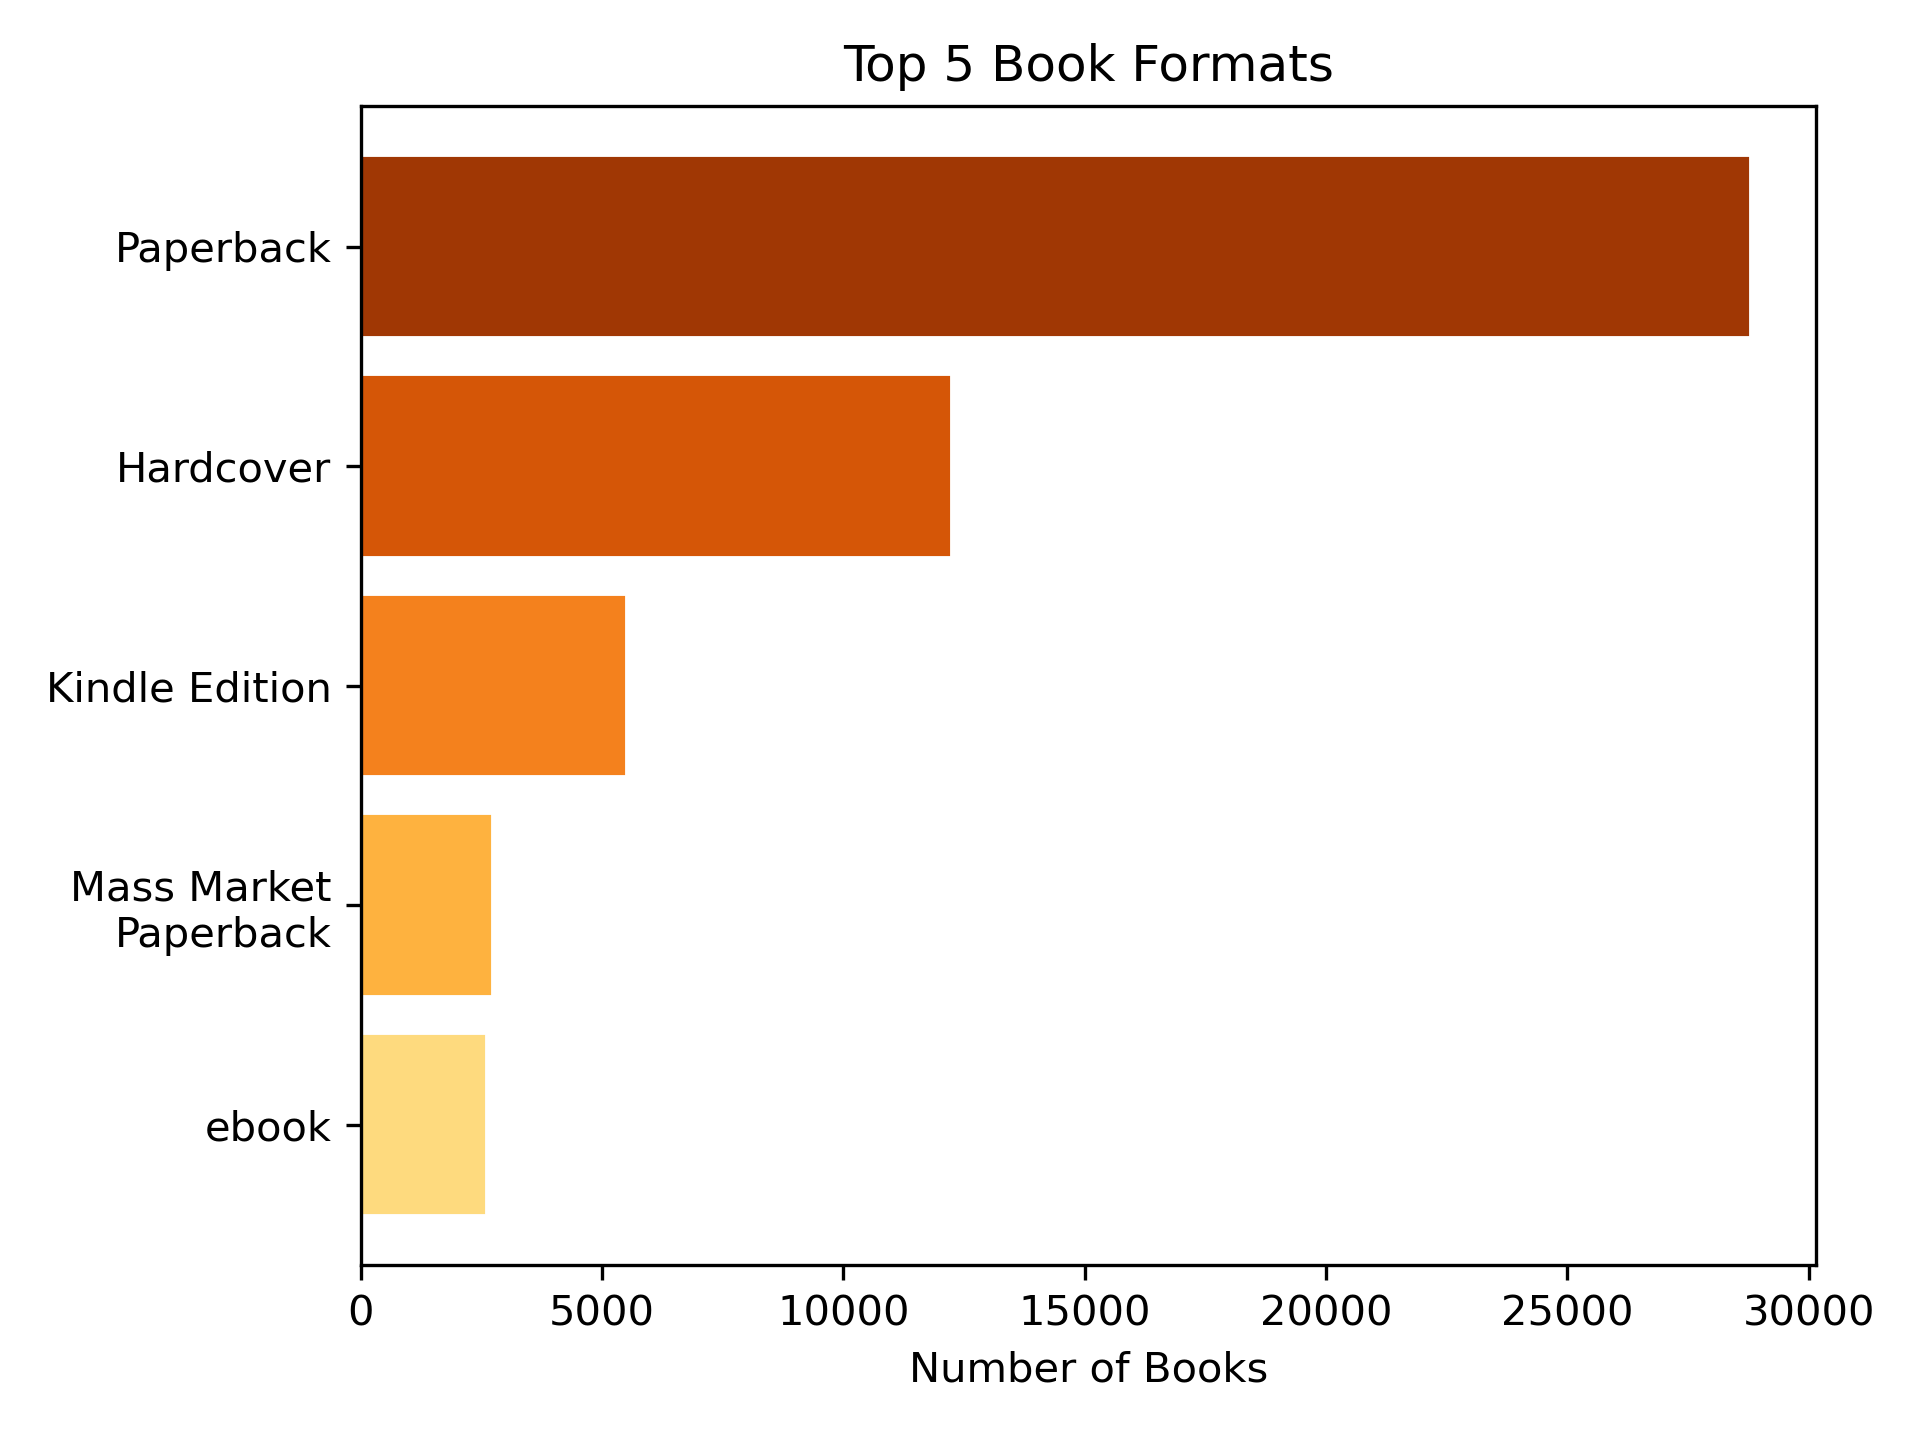 Top 5 Book Formats
Paperback
Hardcover
Kindle Edition
Mass Market
Paperback
ebook
0 5000 10000 15000 20000 25000 30000
Number of Books